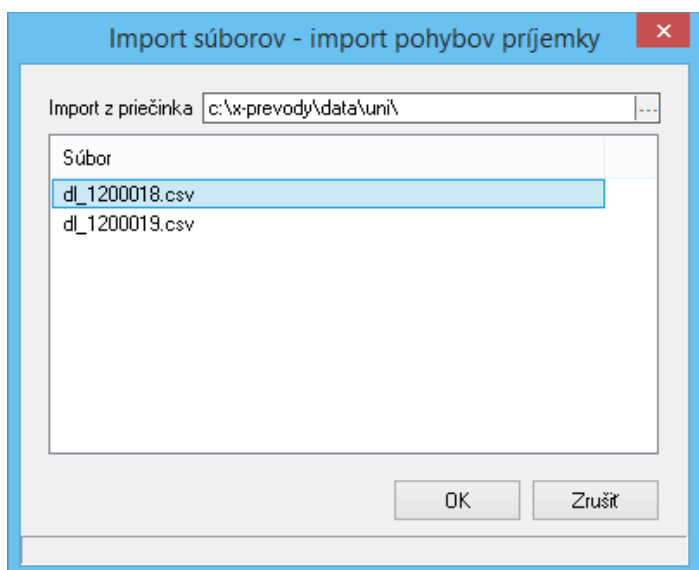 Import súborov - import pohybov príjemky
Import z priečinka c:\x-prevody\data\uni\ ...
Súbor
dl_1200018.csv
dl_1200019.csv
OK Zrušiť